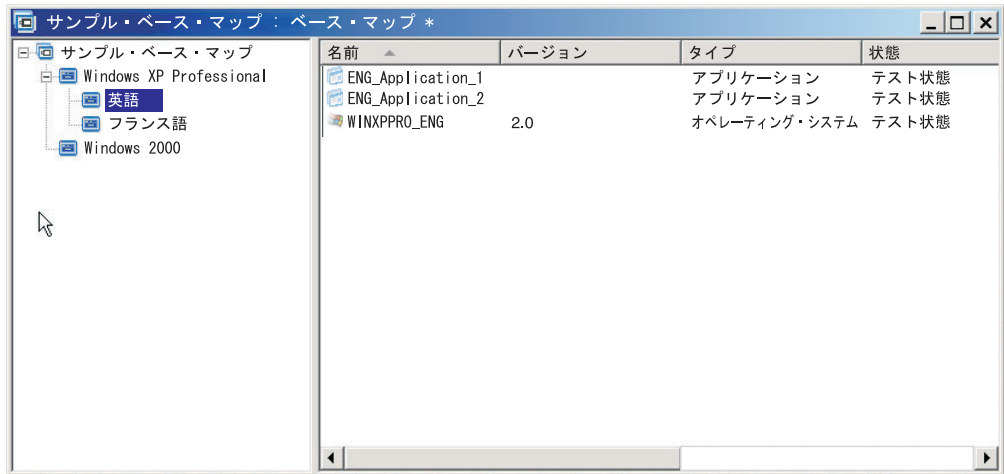 サンプル・ベース・マップ : ベース・マップ *
サンプル・ベース・マップ
Windows XP Professional
英語
フランス語
Windows 2000
名前 バージョン タイプ 状態
ENG_Application_1 アプリケーション テスト状態
ENG_Application_2 アプリケーション テスト状態
WINXPPRO_ENG 2.0 オペレーティング・システム テスト状態